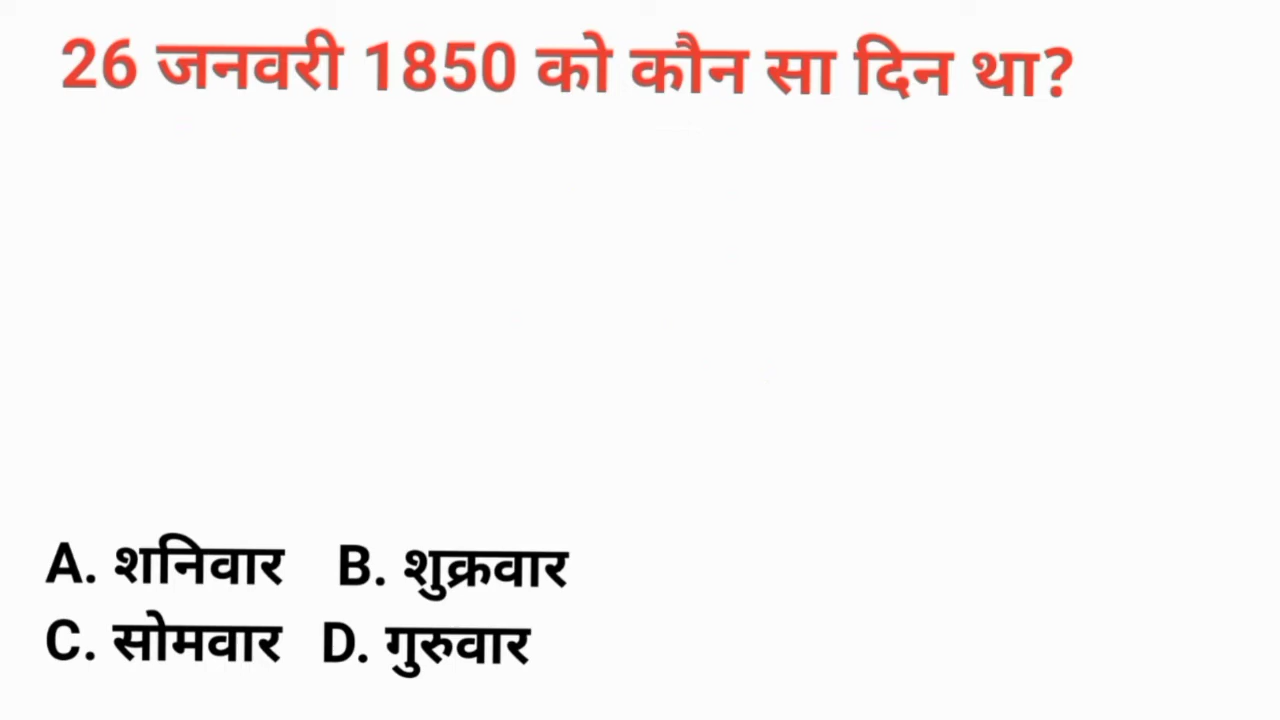 26 जनवरी 1850 को कौन सा दिन था?
A. शनिवार B. शुक्रवार
C. सोमवार D. गुरुवार